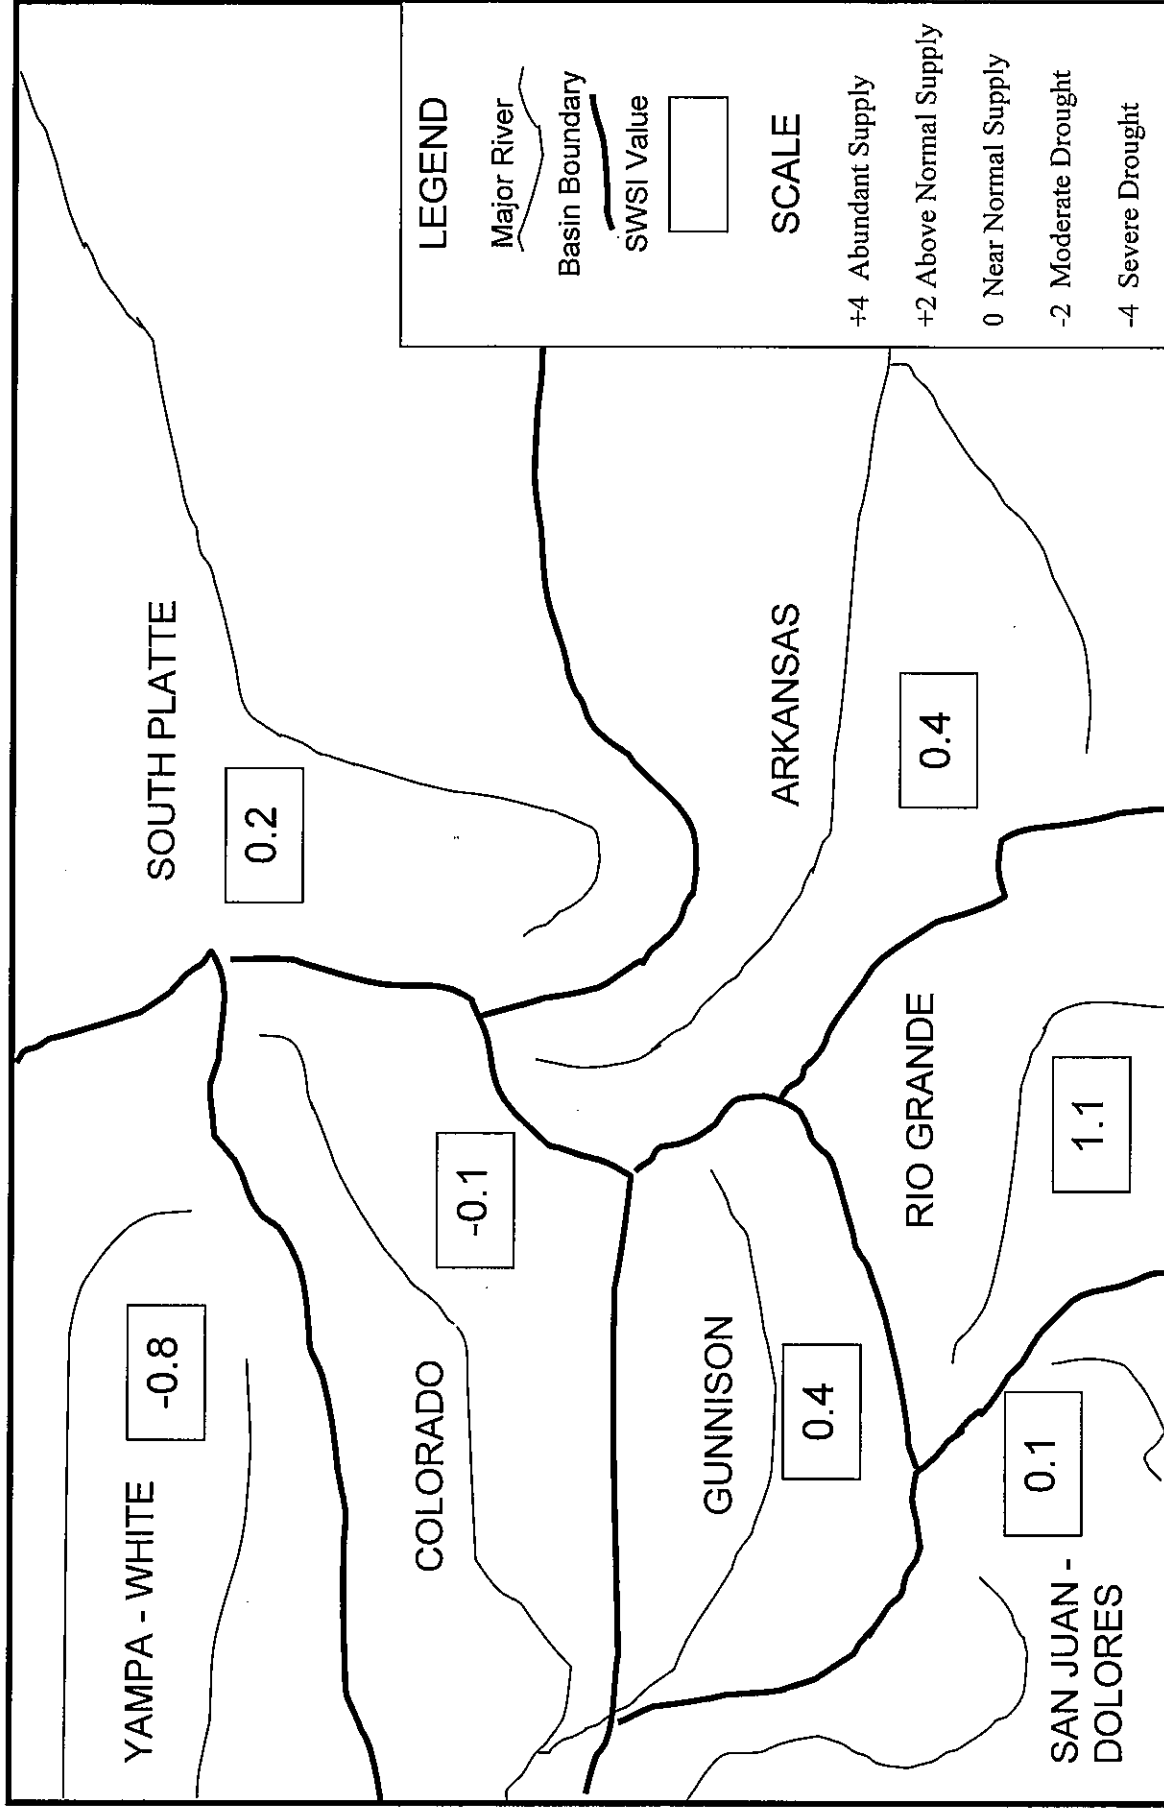 YAMPA - WHITE
-0.8
SOUTH PLATTE
0.2
COLORADO
-0.1
GUNNISON
0.4
ARKANSAS
0.4
RIO GRANDE
1.1
SAN JUAN -
DOLORES
0.1
LEGEND
Major River
Basin Boundary
SWSI Value
SCALE
+4 Abundant Supply
+2 Above Normal Supply
0 Near Normal Supply
-2 Moderate Drought
-4 Severe Drought